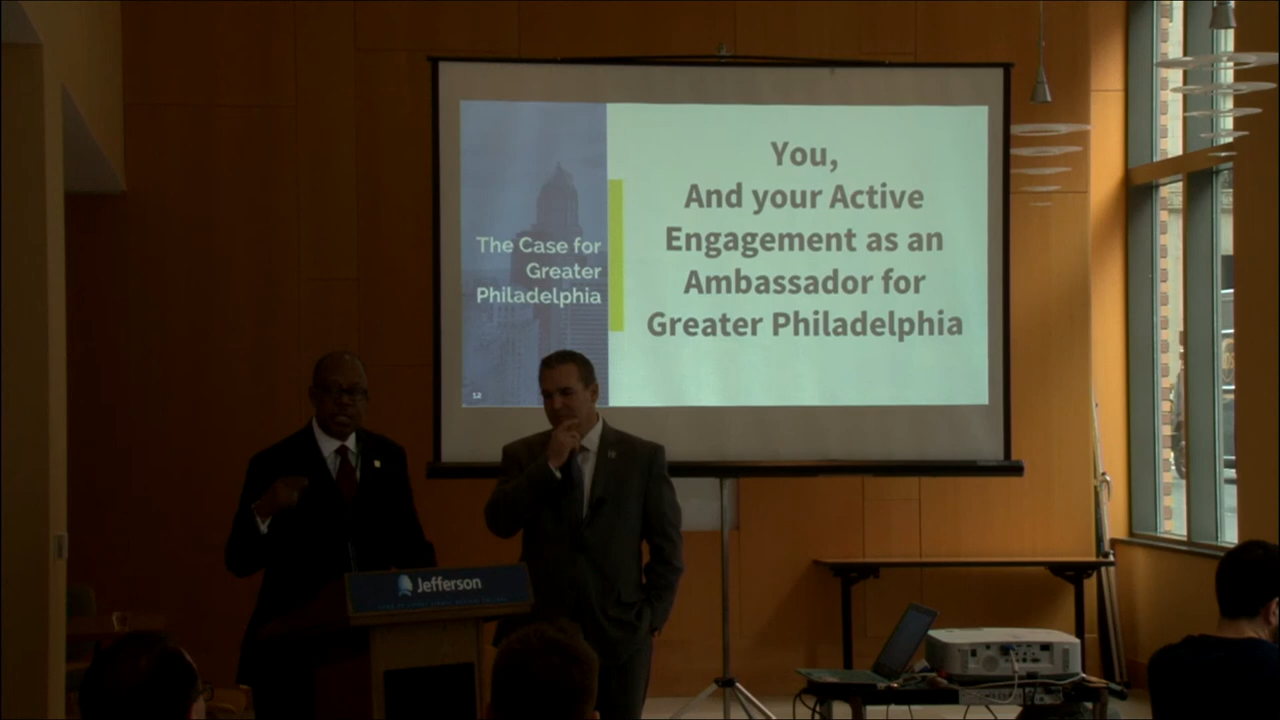 The Case for
Greater
Philadelphia
12
You,
And your Active
Engagement as an
Ambassador for
Greater Philadelphia
Jefferson